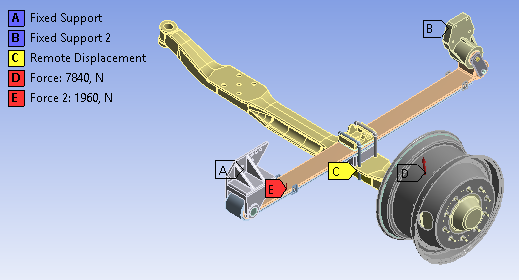 A Fixed Support
B Fixed Support 2
C Remote Displacement
D Force: 7840, N
E Force 2: 1960, N
B
A
C
D
E